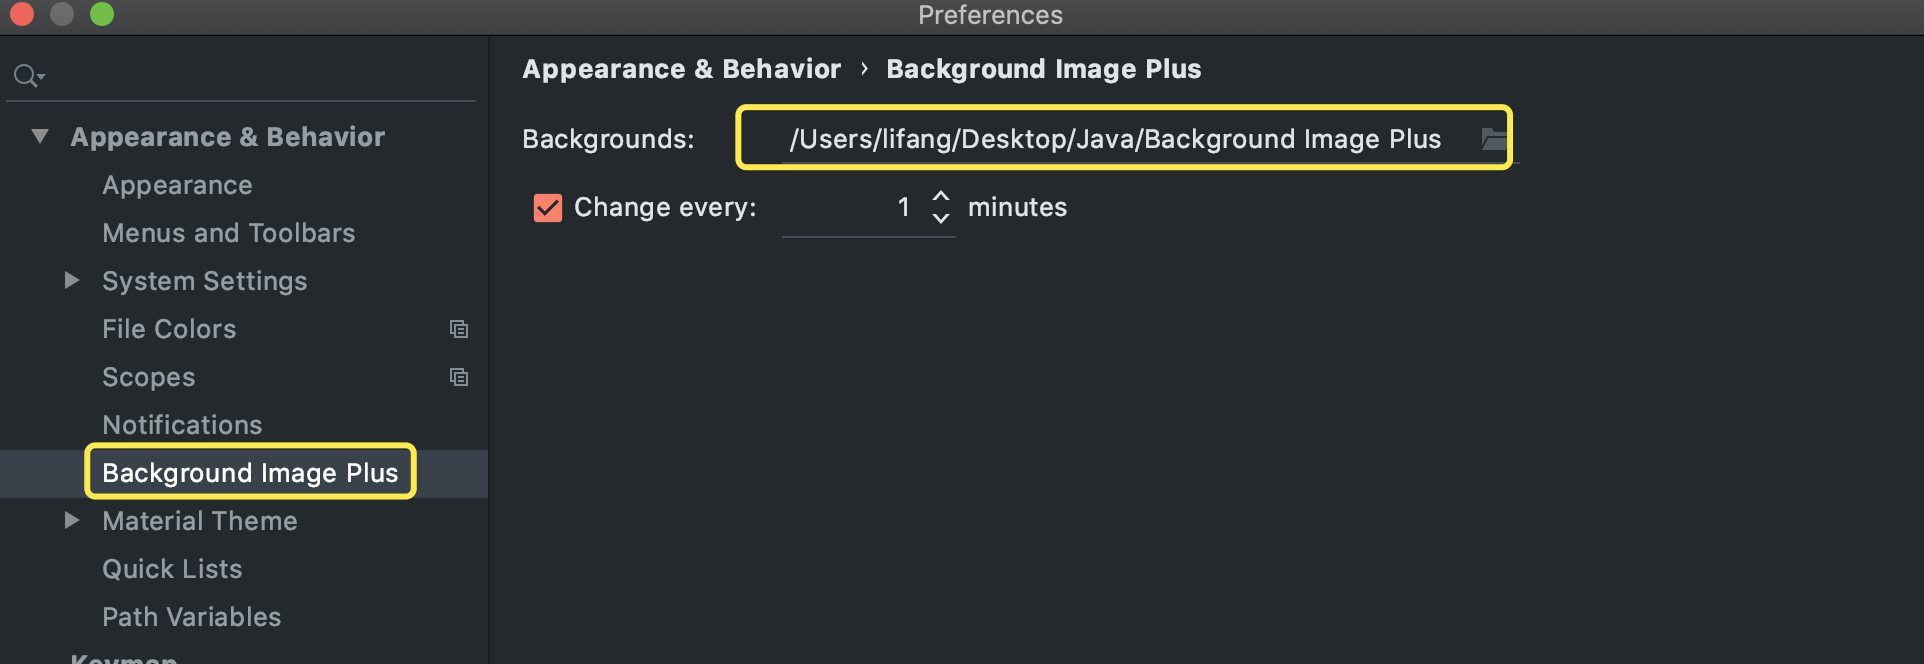 Preferences
Appearance & Behavior
Appearance
Menus and Toolbars
System Settings
File Colors
Scopes
Notifications
Background Image Plus
Material Theme
Quick Lists
Path Variables
Keymap
Appearance & Behavior › Background Image Plus
Backgrounds: /Users/lifang/Desktop/Java/Background Image Plus
Change every: 1 minutes